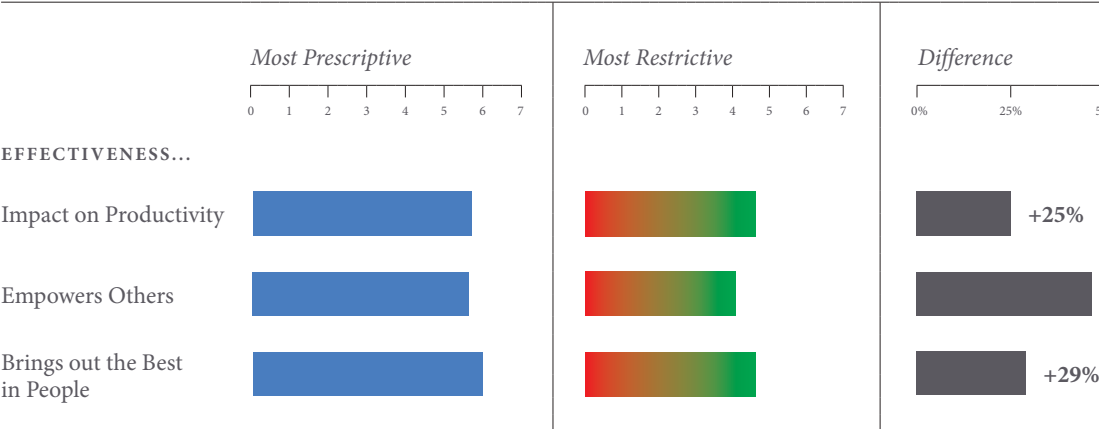 Most Prescriptive
Most Restrictive
Difference
0 1 2 3 4 5 6 7
0 1 2 3 4 5 6 7
0% 25%
EFFECTIVENESS...
Impact on Productivity
+25%
Empowers Others
Brings out the Best
in People
+29%